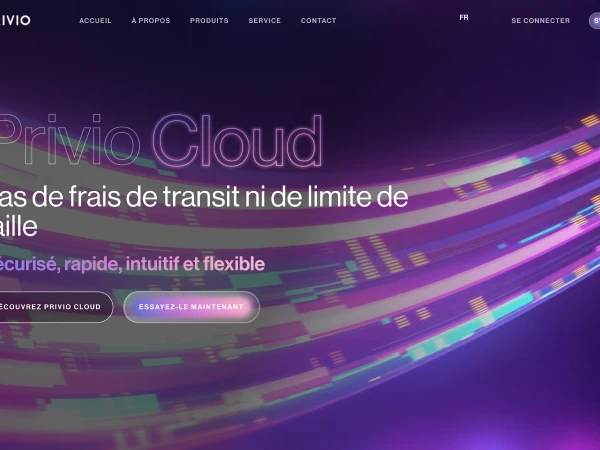 RIVIO
ACCUEIL À PROPOS PRODUITS SERVICE CONTACT FR SE CONNECTER S'
Privio Cloud
as de frais de transit ni de limite de
aille
écurisé, rapide, intuitif et flexible
ÉCOUVREZ PRIVIO CLOUD ESSAYEZ-LE MAINTENANT